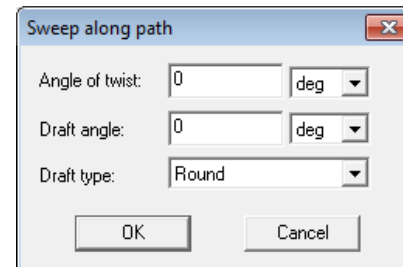 Sweep along path
Angle of twist: 0 deg
Draft angle: 0 deg
Draft type: Round
OK Cancel